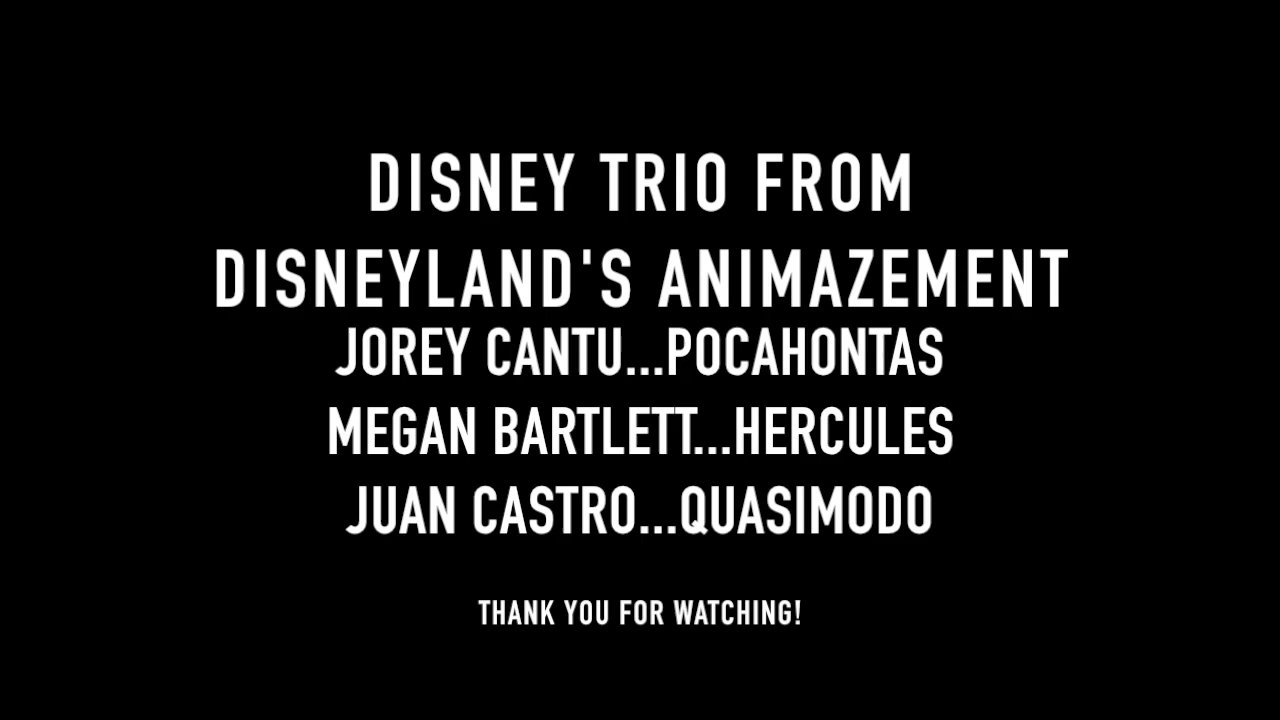 DISNEY TRIO FROM
DISNEYLAND'S ANIMAZEMENT
JOREY CANTU...POCAHONTAS
MEGAN BARTLETT...HERCULES
JUAN CASTRO...QUASIMODO
THANK YOU FOR WATCHING!